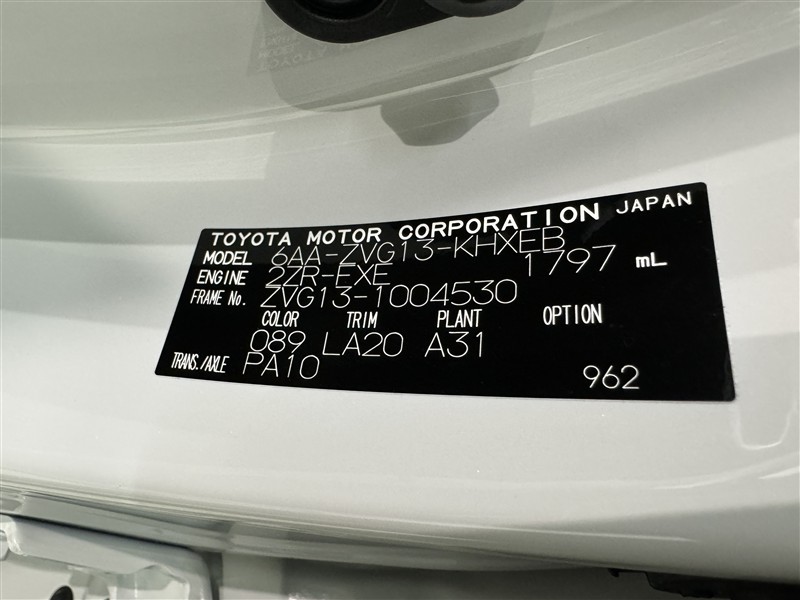 TOYOTA MOTOR CORPORATION JAPAN
MODEL 6AA-ZVG13-KHXEB
ENGINE 2ZR-EXE 1797 mL
FRAME No. ZVG13-1004530
COLOR TRIM PLANT OPTION
089 LA20 A31
TRANS./AXLE PA10 962